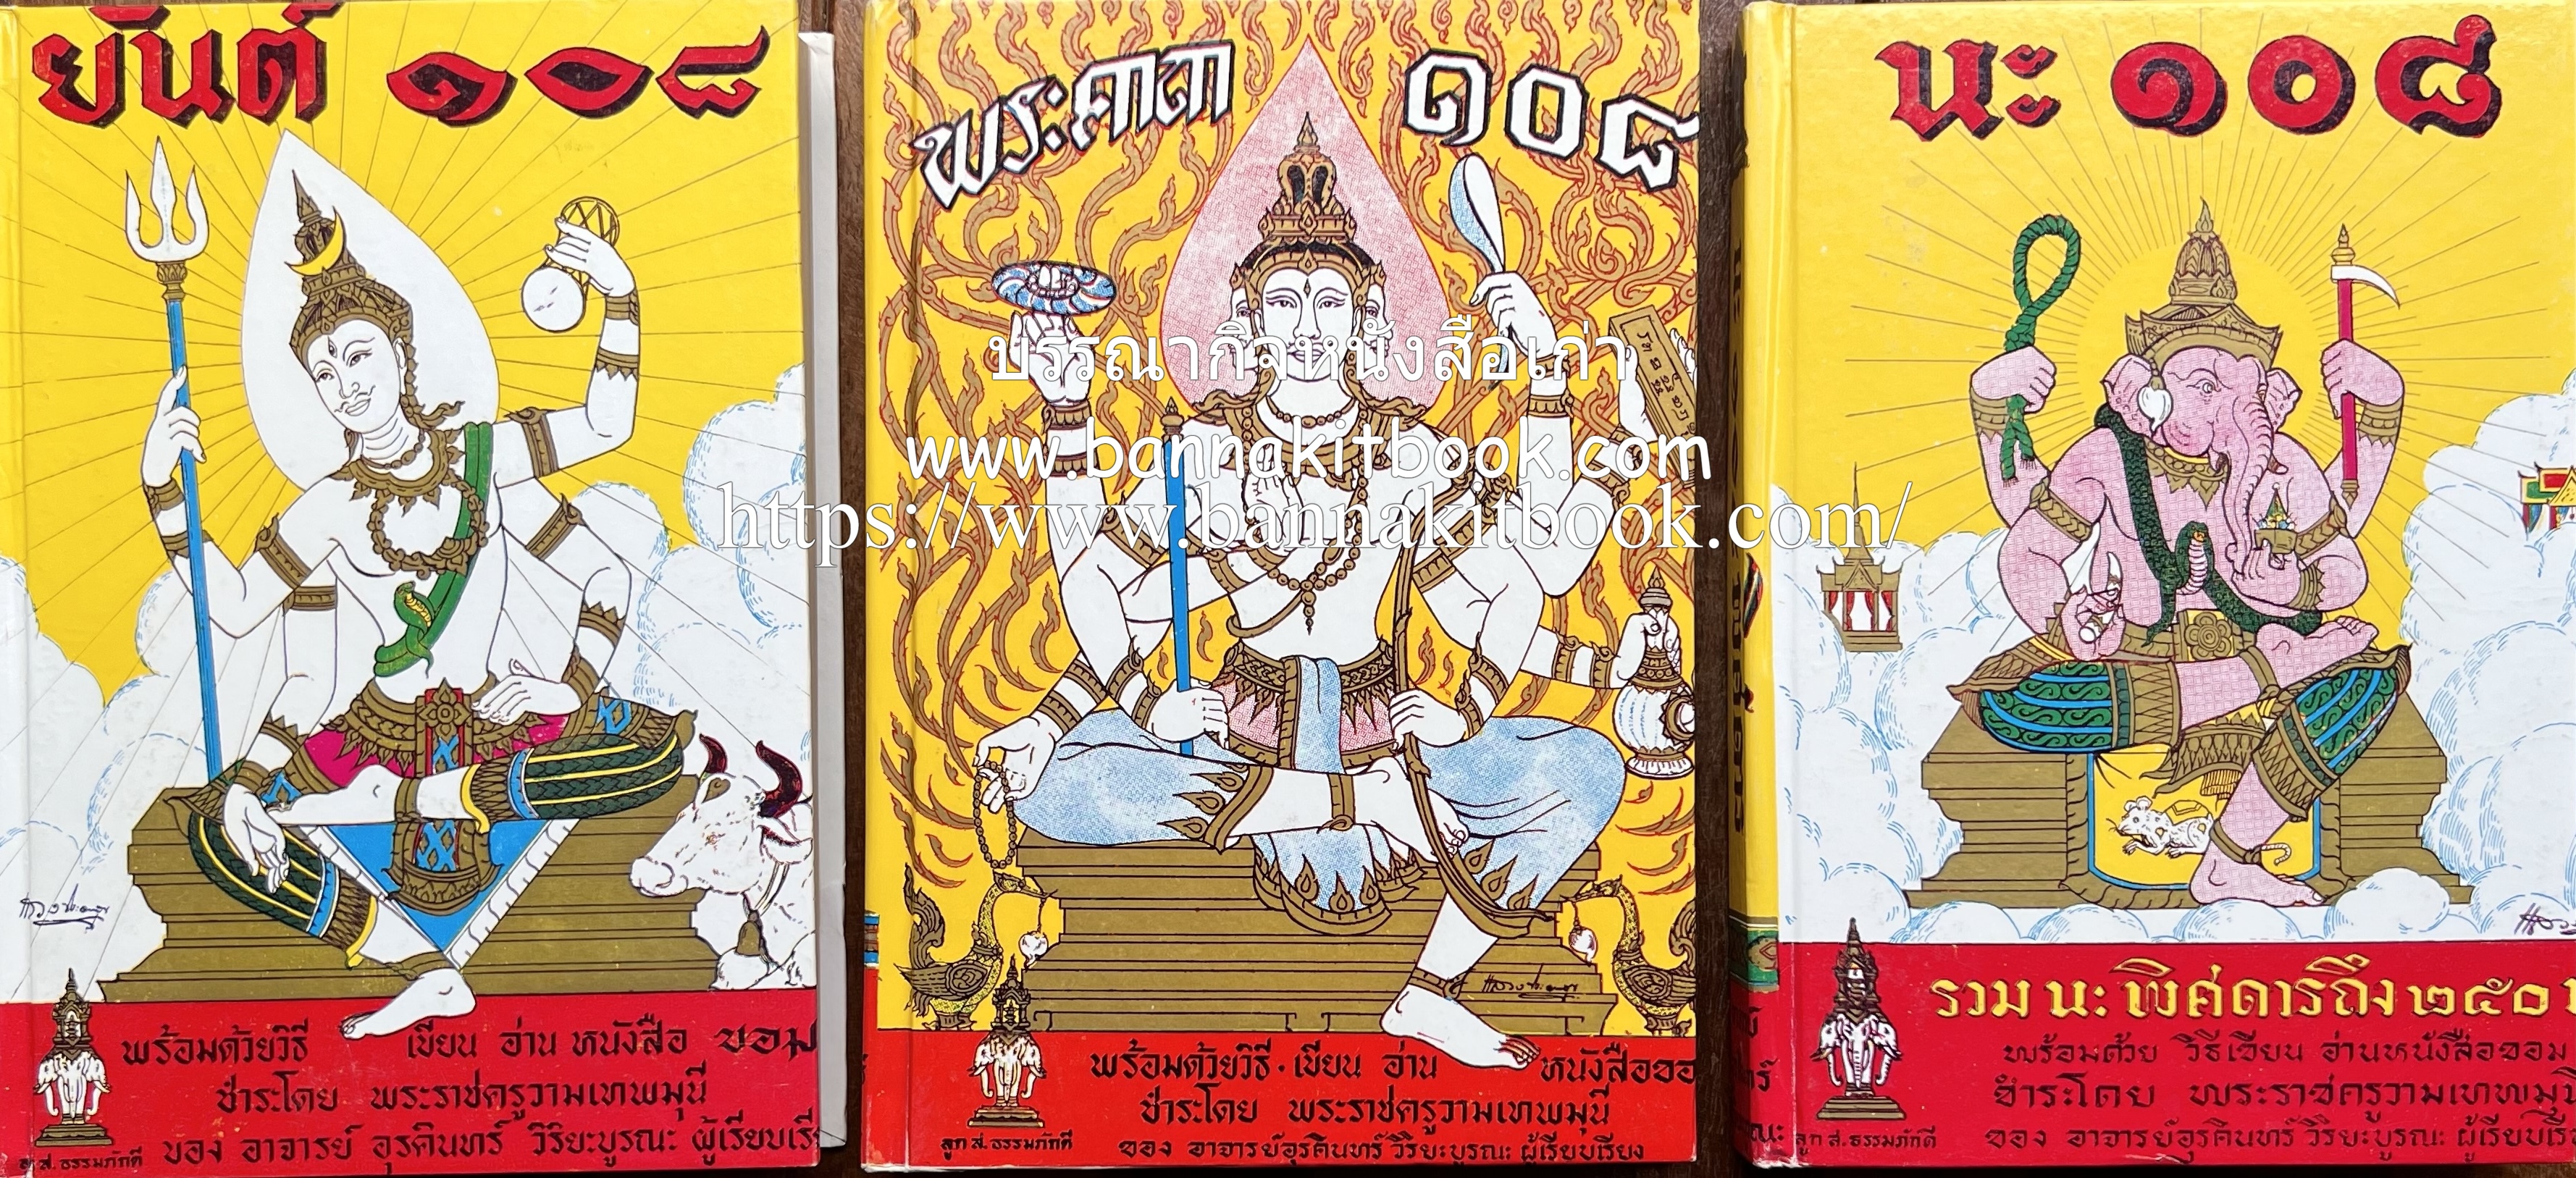 ยันต์ ๑๐๘
พร้อมด้วยวิธี เขียน อ่าน หนังสือ ขอม
ชำระโดย พระราชครูวามเทพมุนี
ของ อาจารย์ อุรคินทร์ วิริยะบูรณะ ผู้เรียบเรี
ส.ธรรมภักดี
พระคาถา ๑๐๘
บรรณากิจหนังสือเก่า
www.bannakitbook.com
https://www.bannakitbook.com/
พร้อมด้วยวิธี·เขียน อ่าน หนังสือขอ
ชำระโดย พระราชครูวามเทพมุนี
ของ อาจารย์อุรคินทร์ วิริยะบูรณะ ผู้เรียบเรียง
ลูก ส.ธรรมภักดี
นะ ๑๐๘
รวม นะ พิศดารถึง ๒๕๐
พร้อมด้วย วิธีเขียน อ่านหนังสือขอม
ชำระโดย พระราชครูวามเทพมุ
ของ อาจารย์อุรคินทร์ วิริยะบูรณะ ผู้เรียบเรี
ลูก ส.ธรรมภักดี